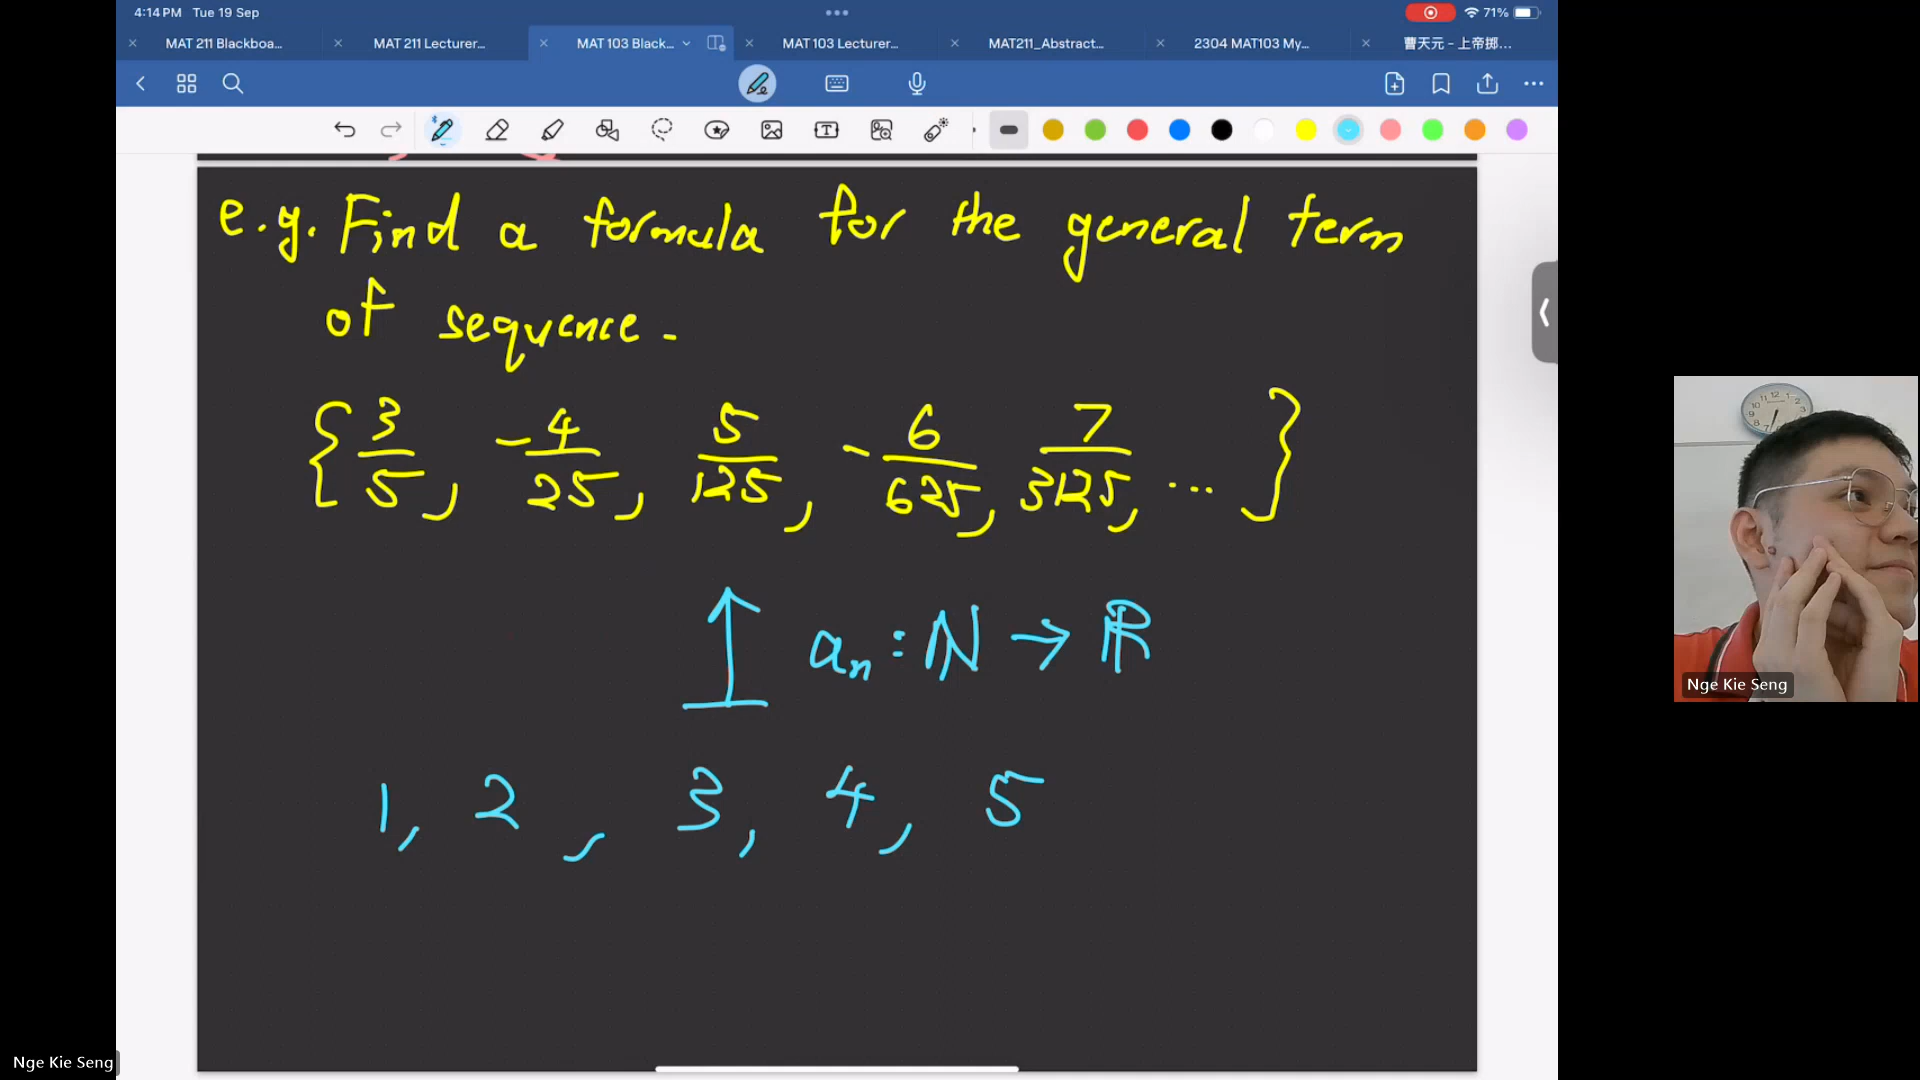 4:14 PM Tue 19 Sep
71%
MAT 211 Blackboa...
MAT 211 Lecturer...
MAT 103 Black...
MAT 103 Lecturer...
MAT211_Abstract...
2304 MAT103 My...
曹天元 - 上帝掷...
e.g. Find a formula for the general term
of sequence.
{3/5, -4/25, 5/125, -6/625, 7/3125, ... }
aₙ : ℕ → ℝ
1, 2, 3, 4, 5
Nge Kie Seng
Nge Kie Seng